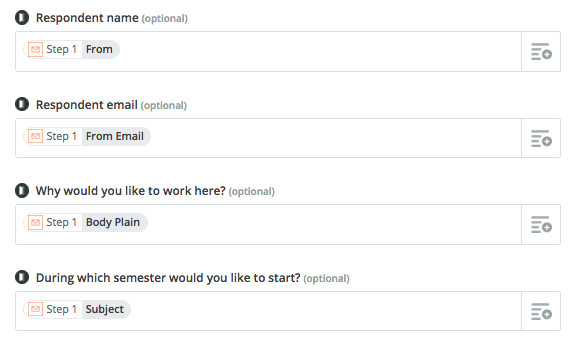 Respondent name (optional)
Step 1 From
Respondent email (optional)
Step 1 From Email
Why would you like to work here? (optional)
Step 1 Body Plain
During which semester would you like to start? (optional)
Step 1 Subject